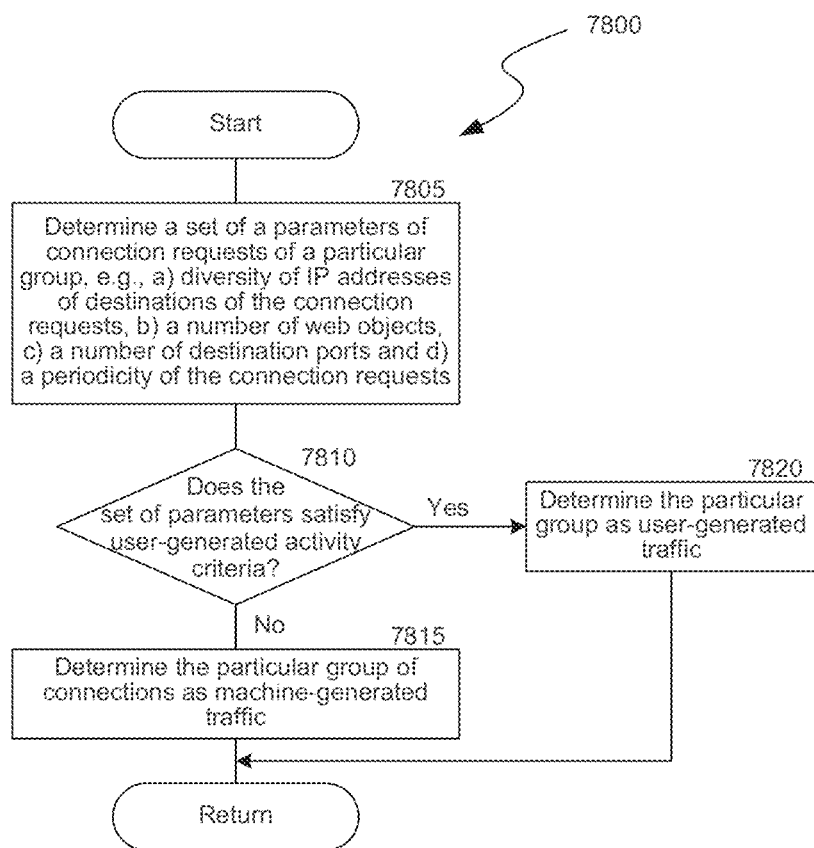 7800
Start
7805
Determine a set of a parameters of
connection requests of a particular
group, e.g., a) diversity of IP addresses
of destinations of the connection
requests, b) a number of web objects,
c) a number of destination ports and d)
a periodicity of the connection requests
7810
Does the
set of parameters satisfy
user-generated activity
criteria?
Yes
7820
Determine the particular
group as user-generated
traffic
No
7815
Determine the particular group of
connections as machine-generated
traffic
Return